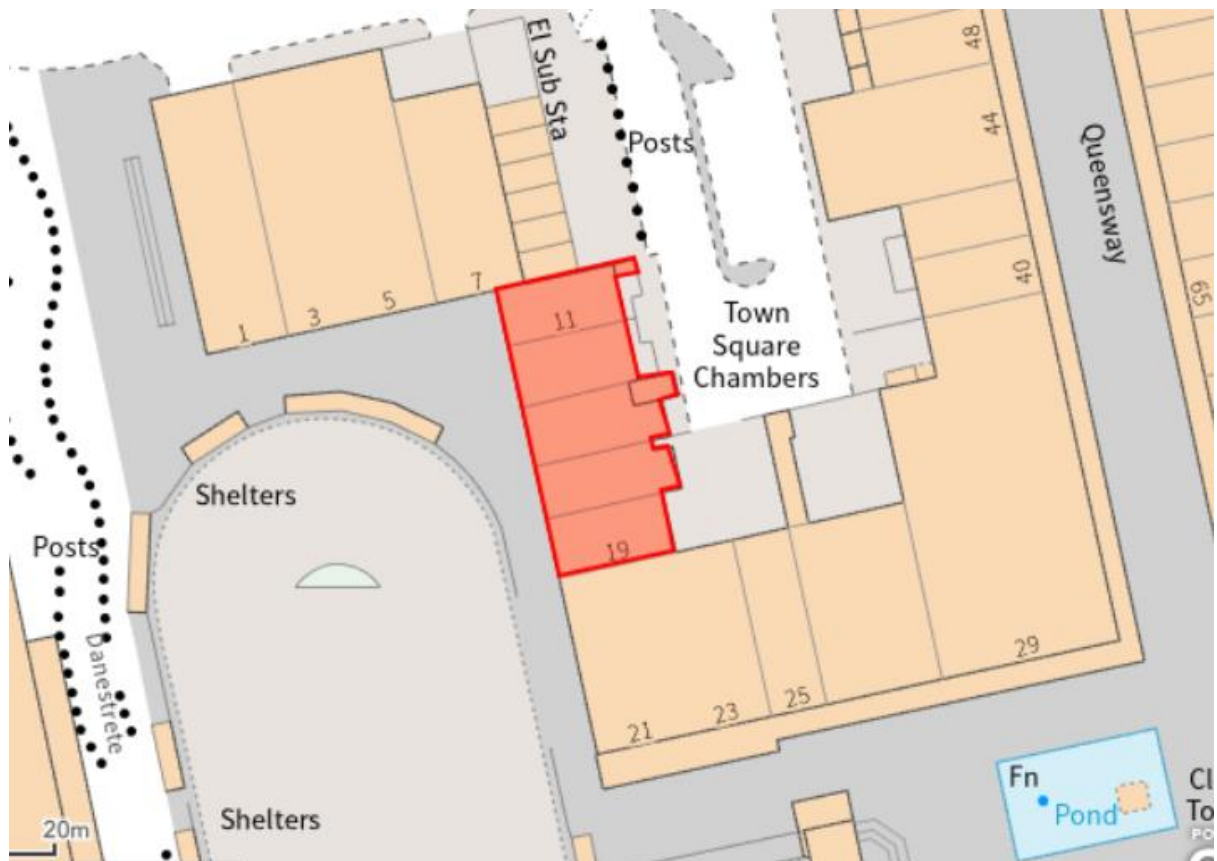 El Sub Sta
48
Posts
44
Queensway
7
40
5
3
1
65
11
Town
Square
Chambers
Shelters
Posts
19
Danestrete
29
25
23
21
Fn
Pond
Cl
To
20m
Shelters
PO